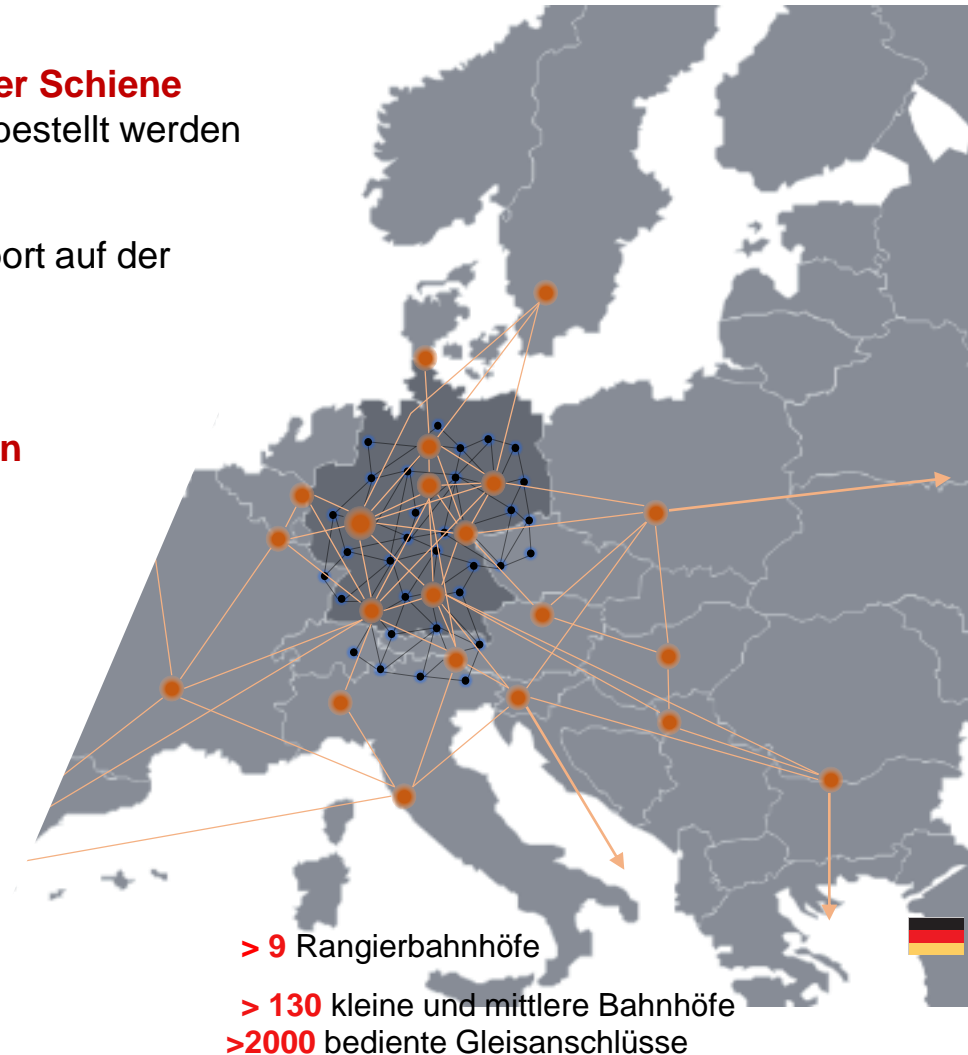 er Schiene
bestellt werden
ort auf der
n
> 9 Rangierbahnhöfe
> 130 kleine und mittlere Bahnhöfe
>2000 bediente Gleisanschlüsse